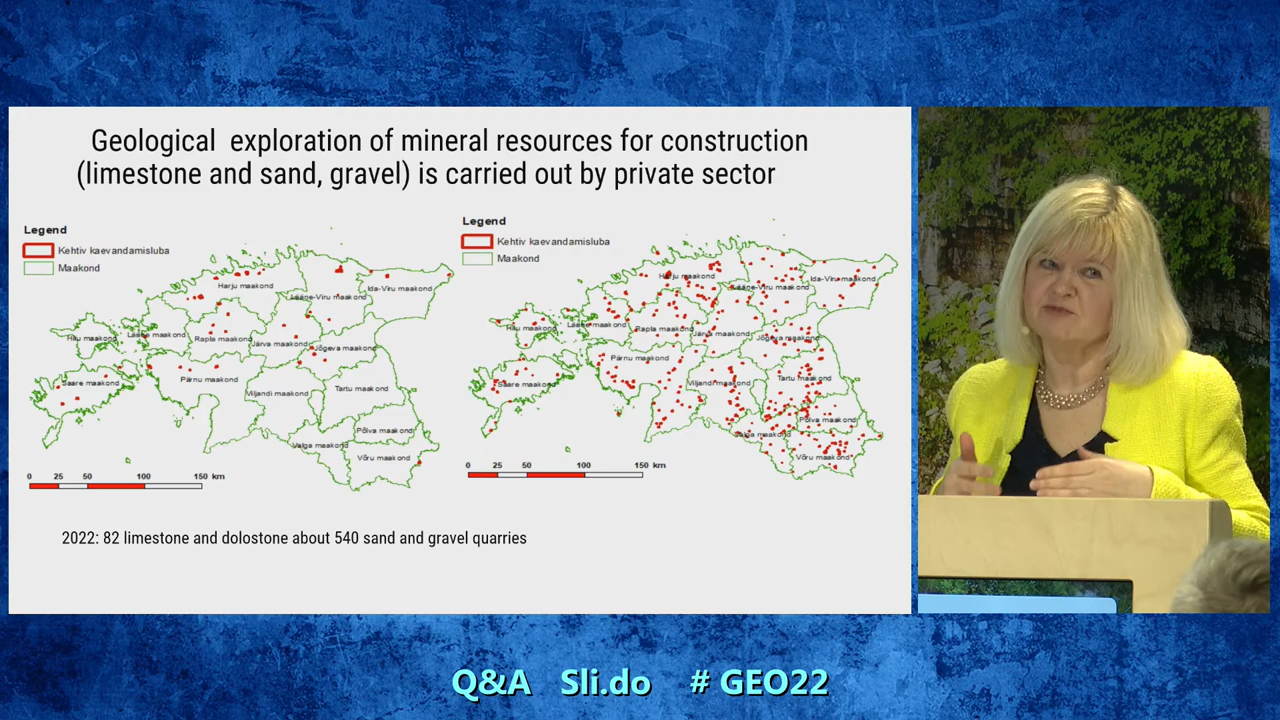 Geological exploration of mineral resources for construction
(limestone and sand, gravel) is carried out by private sector
Legend
Kehtiv kaevandamisluba
Maakond
Harju maakond
Lääne-Viru maakond
Ida-Viru maakond
Hiiu maakond
Lääne maakond
Rapla maakond
Järva maakond
Jõgeva maakond
Saare maakond
Pärnu maakond
Viljandi maakond
Tartu maakond
Põlva maakond
Valga maakond
Võru maakond
0 25 50 100 150 km
Legend
Kehtiv kaevandamisluba
Maakond
Harju maakond
Lääne-Viru maakond
Ida-Viru maakond
Hiiu maakond
Lääne maakond
Rapla maakond
Järva maakond
Jõgeva maakond
Pärnu maakond
Saare maakond
Viljandi maakond
Tartu maakond
Põlva maakond
Valga maakond
Võru maakond
0 25 50 100 150 km
2022: 82 limestone and dolostone about 540 sand and gravel quarries
Q&A Sli.do # GEO22